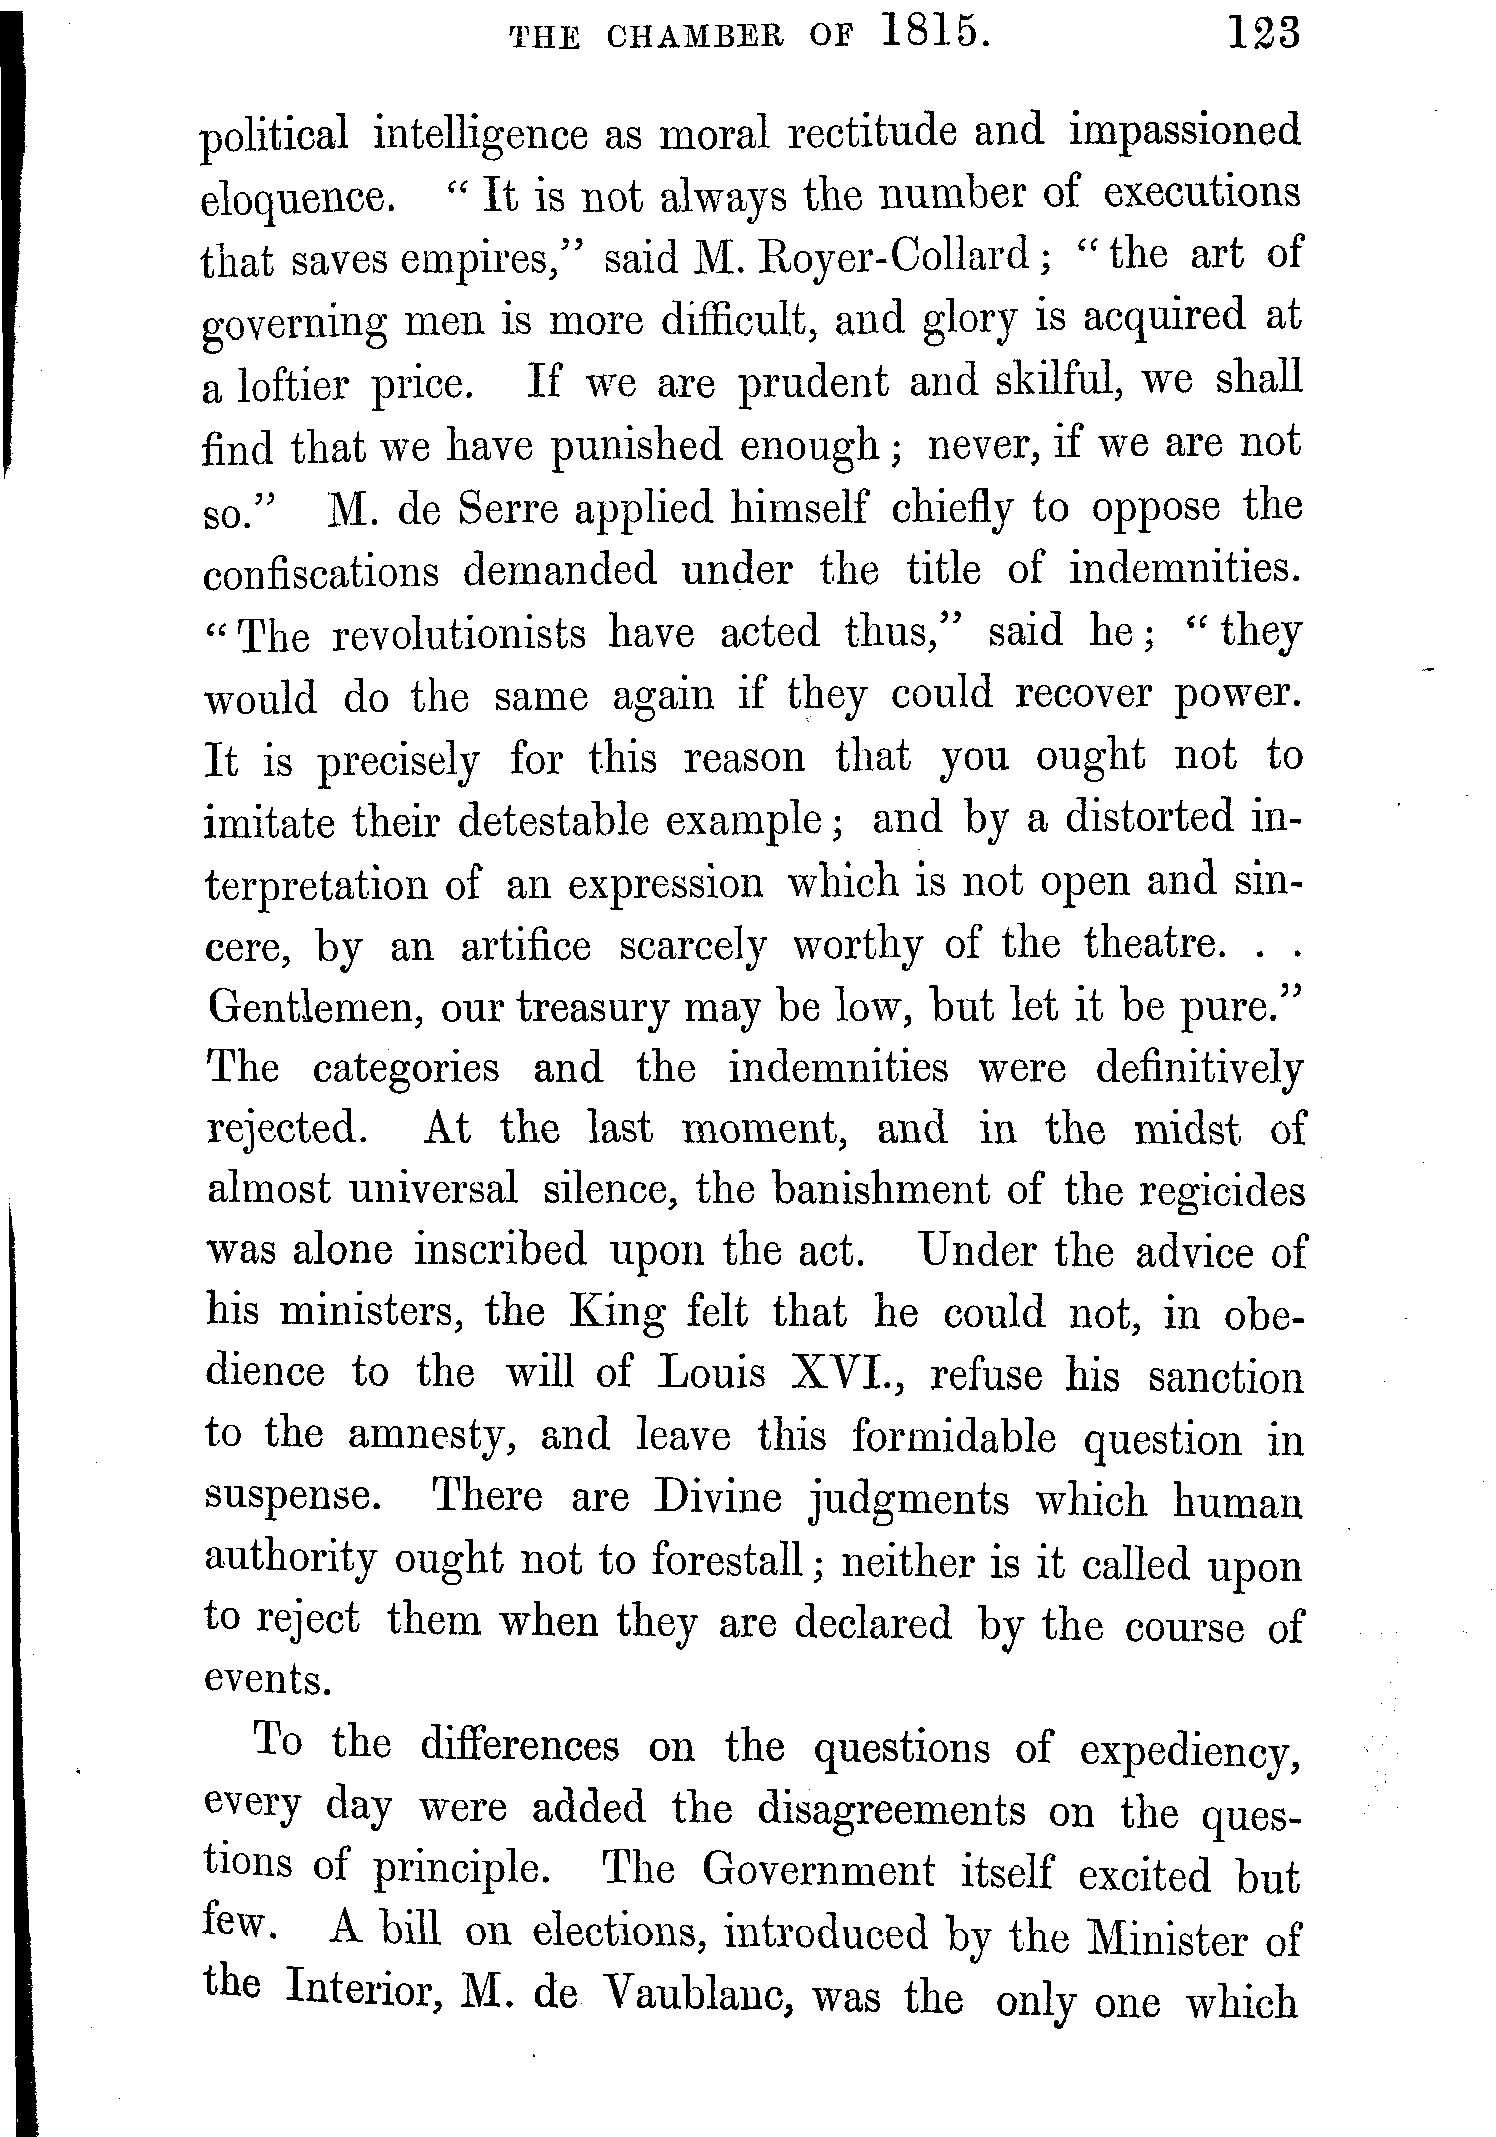 THE CHAMBER OF 1815. 123
political intelligence as moral rectitude and impassioned
eloquence. “ It is not always the number of executions
that saves empires,” said M. Royer-Collard ; “ the art of
governing men is more difficult, and glory is acquired at
a loftier price. If we are prudent and skilful, we shall
find that we have punished enough ; never, if we are not
so.” M. de Serre applied himself chiefly to oppose the
confiscations demanded under the title of indemnities.
“ The revolutionists have acted thus,” said he ; “ they
would do the same again if they could recover power.
It is precisely for this reason that you ought not to
imitate their detestable example ; and by a distorted in-
terpretation of an expression which is not open and sin-
cere, by an artifice scarcely worthy of the theatre. . .
Gentlemen, our treasury may be low, but let it be pure.”
The categories and the indemnities were definitively
rejected. At the last moment, and in the midst of
almost universal silence, the banishment of the regicides
was alone inscribed upon the act. Under the advice of
his ministers, the King felt that he could not, in obe-
dience to the will of Louis XVI., refuse his sanction
to the amnesty, and leave this formidable question in
suspense. There are Divine judgments which human
authority ought not to forestall ; neither is it called upon
to reject them when they are declared by the course of
events.
To the differences on the questions of expediency,
every day were added the disagreements on the ques-
tions of principle. The Government itself excited but
few. A bill on elections, introduced by the Minister of
the Interior, M. de Vaublanc, was the only one which